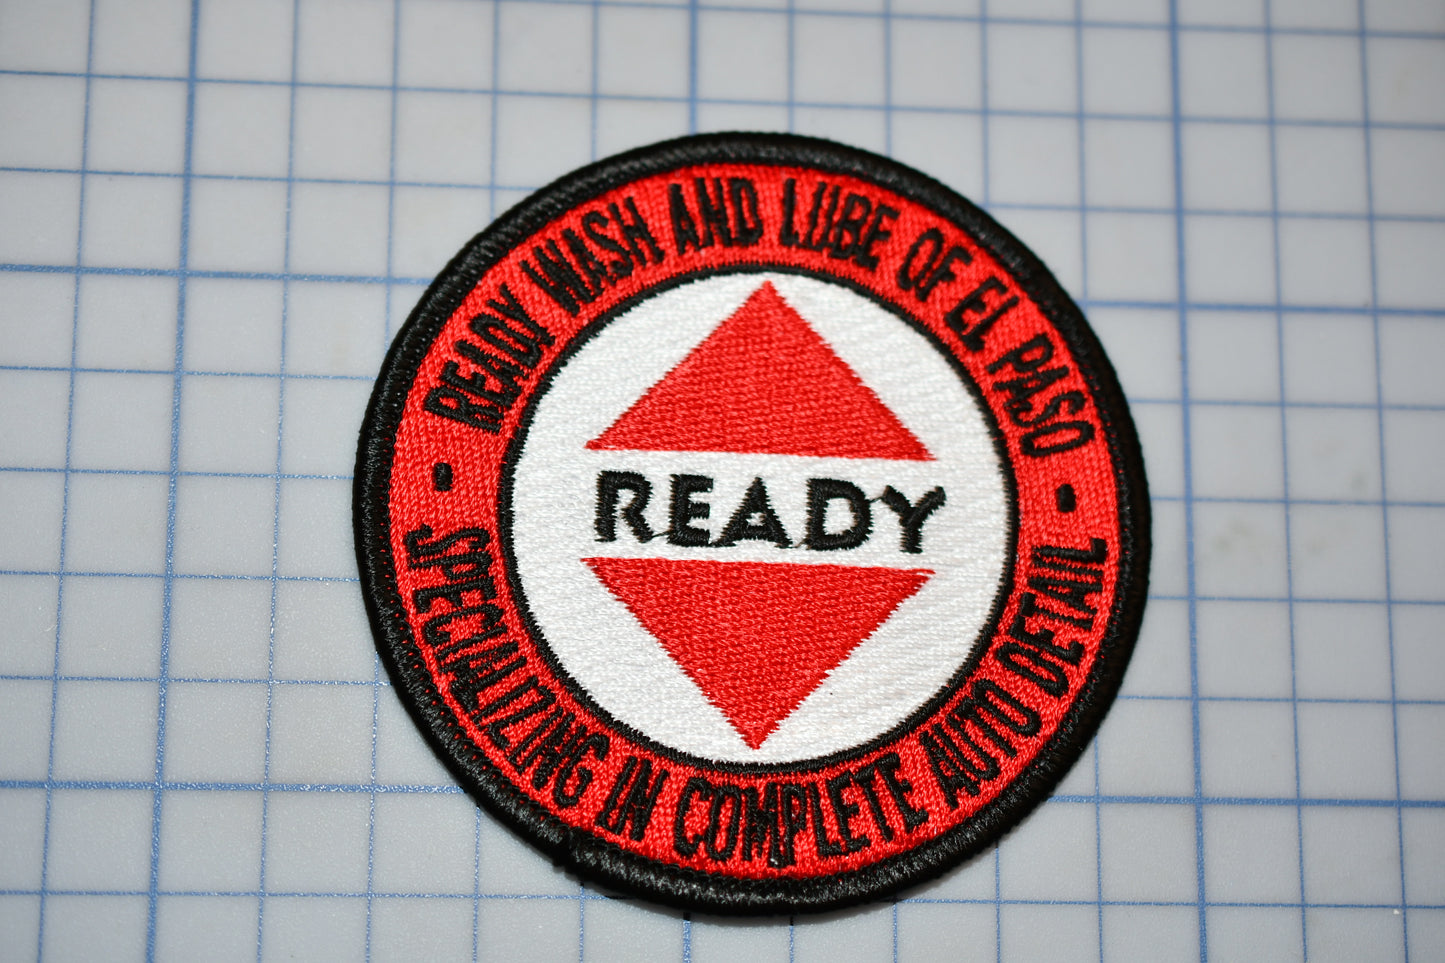 READY WASH AND LUBE OF EL PASO
READY
SPECIALIZING IN COMPLETE AUTO DETAIL